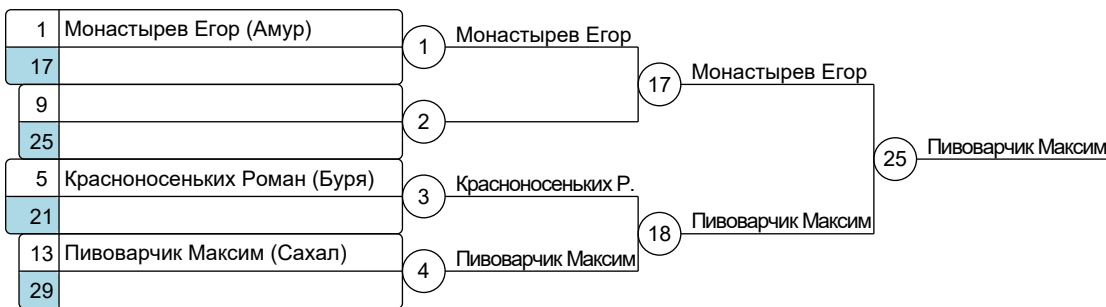 1 Монастырев Егор (Амур)
17
9
25
5 Красноносеньких Роман (Буря)
21
13 Пивоварчик Максим (Сахал)
29
1 Монастырев Егор
2
3 Красноносеньких Р.
4 Пивоварчик Максим
17 Монастырев Егор
18 Пивоварчик Максим
25 Пивоварчик Максим